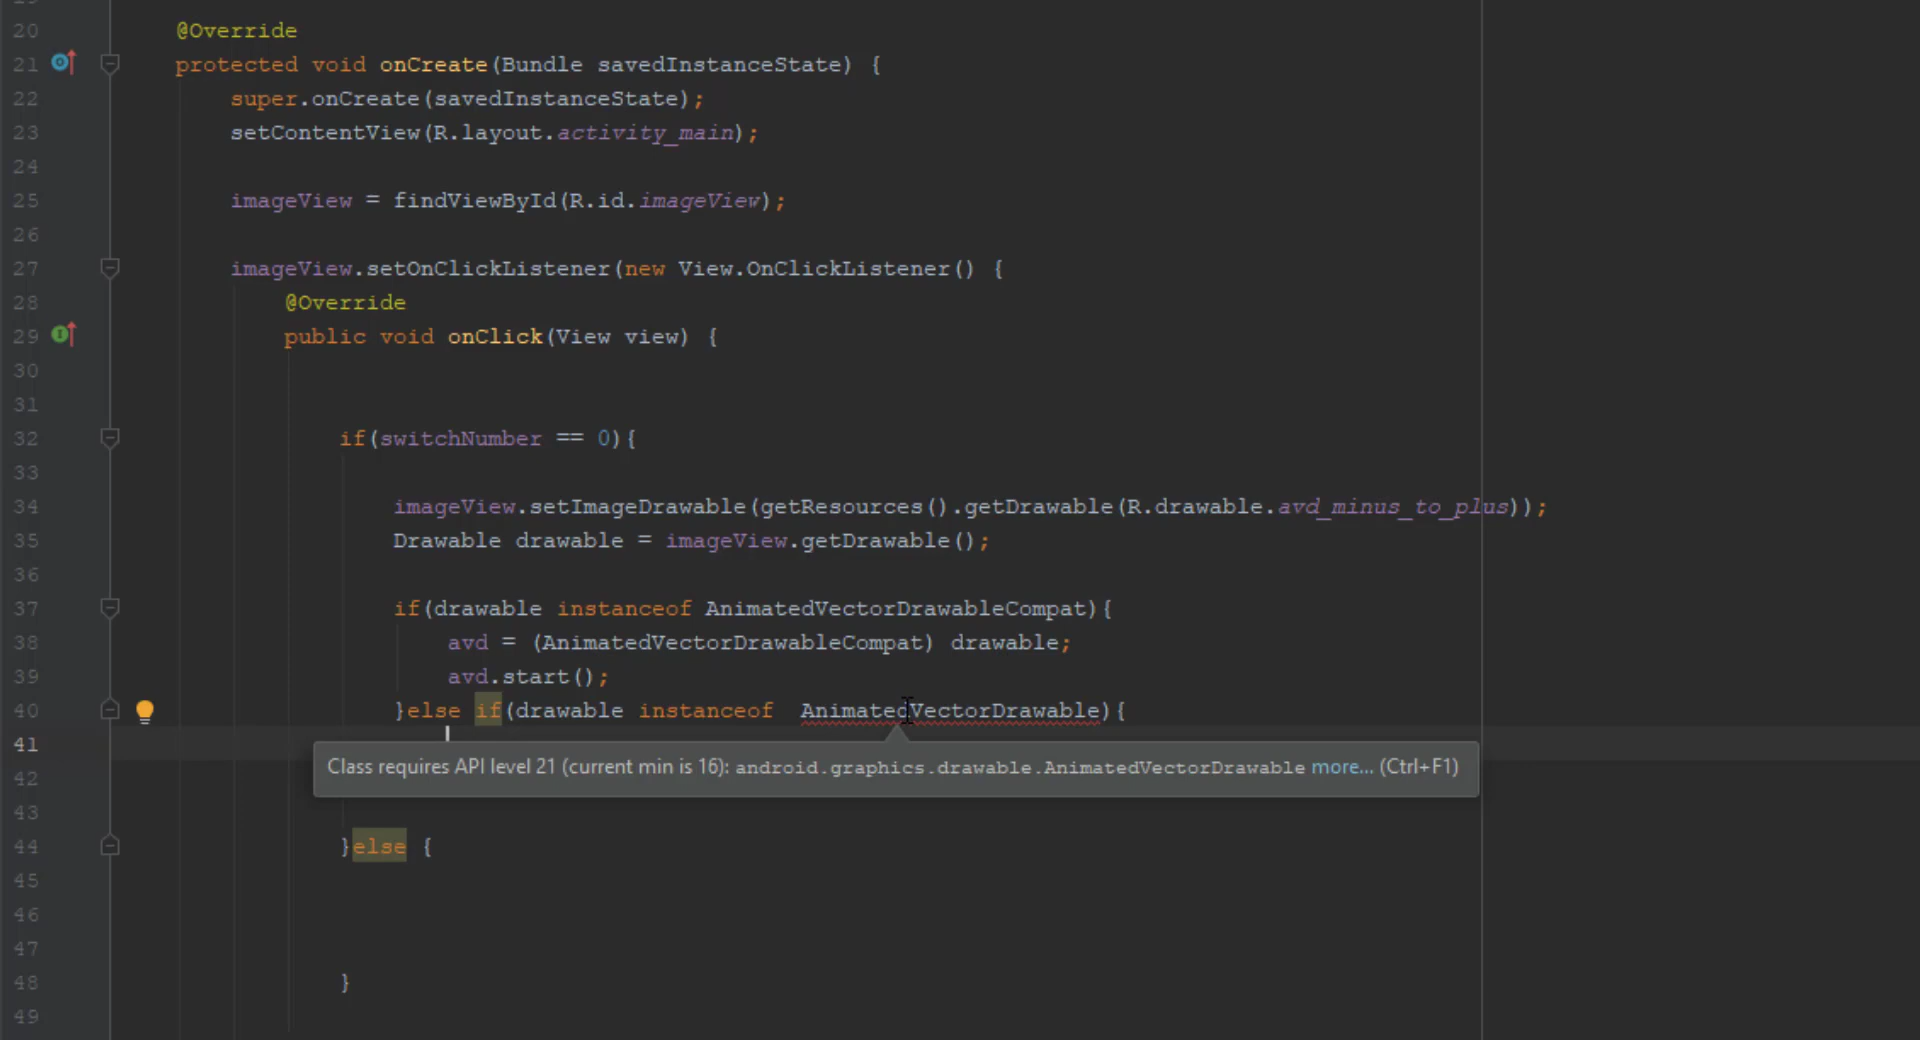 20 @Override
21 protected void onCreate(Bundle savedInstanceState) {
22 super.onCreate(savedInstanceState);
23 setContentView(R.layout.activity_main);
24
25 imageView = findViewById(R.id.imageView);
26
27 imageView.setOnClickListener(new View.OnClickListener() {
28 @Override
29 public void onClick(View view) {
30
31
32 if(switchNumber == 0){
33
34 imageView.setImageDrawable(getResources().getDrawable(R.drawable.avd_minus_to_plus));
35 Drawable drawable = imageView.getDrawable();
36
37 if(drawable instanceof AnimatedVectorDrawableCompat){
38 avd = (AnimatedVectorDrawableCompat) drawable;
39 avd.start();
40 }else if(drawable instanceof  AnimatedVectorDrawable){
41
42 Class requires API level 21 (current min is 16): android.graphics.drawable.AnimatedVectorDrawable more... (Ctrl+F1)
43
44 }else {
45
46
47
48 }
49